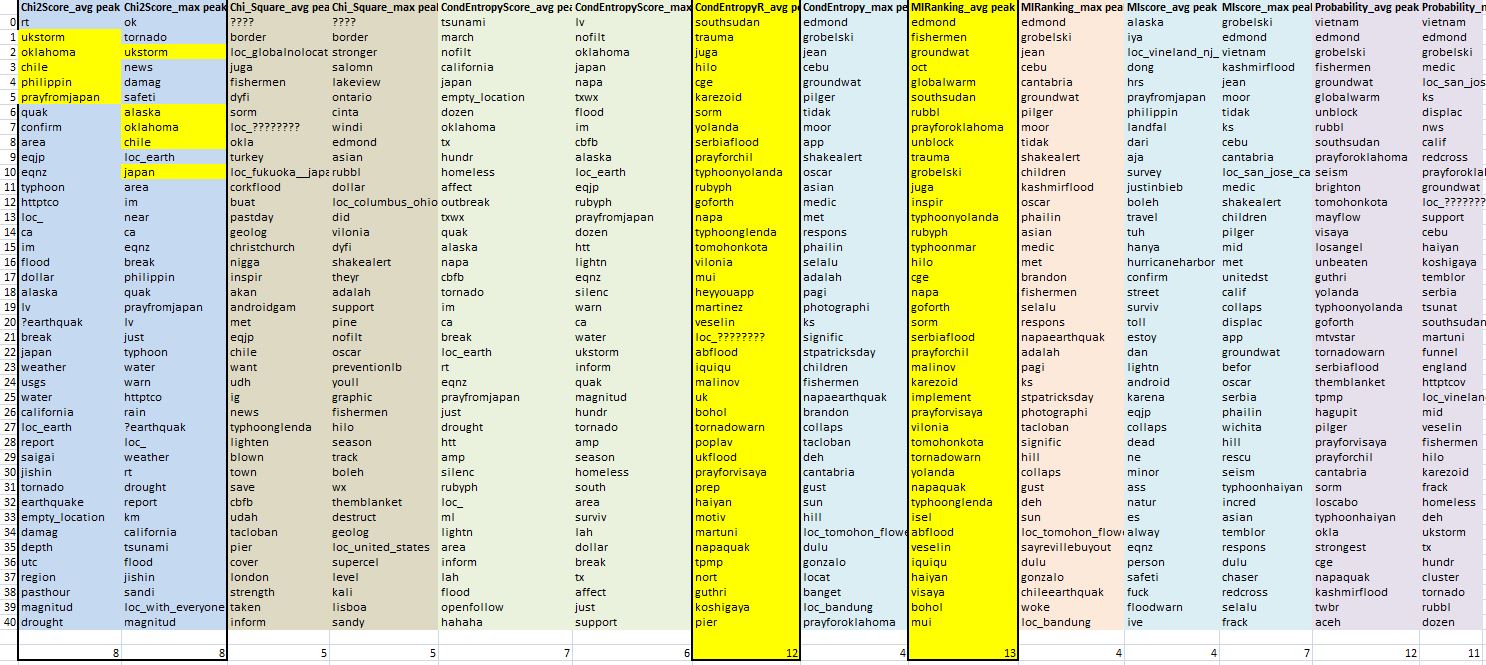 Chi2Score_avg peak Chi2Score_max peak Chi_Square_avg peak Chi_Square_max peak CondEntropyScore_avg pea CondEntropyScore_max CondEntropyR_avg peak CondEntropy_max peak MIRanking_avg peak MIRanking_max pea MIscore_avg peak MIscore_max peak Probability_avg peak Probability_n
0 rt ok ???? ???? tsunami lv southsudan edmond edmond edmond alaska grobelski vietnam vietnam
1 ukstorm tornado border border march nofilt trauma grobelski fishermen grobelski iya edmond edmond edmond
2 oklahoma ukstorm loc_globalnolocat stronger nofilt oklahoma juga jean groundwat jean loc_vineland_nj_ vietnam grobelski grobelski
3 chile news juga salomn california japan hilo cebu oct cebu dong kashmirflood fishermen medic
4 philippin damag fishermen lakeview japan napa cge groundwat globalwarm cantabria hrs jean groundwat loc_san_jos
5 prayfromjapan safeti dyfi ontario empty_location txwx karezoid pilger southsudan groundwat prayfromjapan moor globalwarm ks
6 quak alaska sorm cinta dozen flood sorm tidak rubbl pilger philippin tidak unblock displac
7 confirm oklahoma loc_???????? windi oklahoma im yolanda moor prayforoklahoma moor landfal ks rubbl nws
8 area chile okla edmond tx cbfb serbiaflood app unblock tidak dari cebu southsudan calif
9 eqjp loc_earth turkey asian hundr alaska prayforchil shakealert trauma shakealert aja cantabria prayforoklahoma redcross
10 eqnz japan loc_fukuoka__japa rubbl homeless loc_earth typhoonyolanda oscar grobelski children survey loc_san_jose_ca seism prayforoklal
11 typhoon area corkflood dollar affect eqjp rubyph asian juga kashmirflood justinbieb medic brighton groundwat
12 httptco im buat loc_columbus_ohio outbreak rubyph goforth medic inspir oscar boleh shakealert tomohonkota loc_???????
13 loc_ near pastday did txwx prayfromjapan napa met typhoonyolanda phailin travel children mayflow support
14 ca ca geolog vilonia quak dozen typhoonglenda respons rubyph asian tuh pilger visaya cebu
15 im eqnz christchurch dyfi alaska htt tomohonkota phailin typhoonmar medic hanya mid losangel haiyan
16 flood break nigga shakealert napa lightn vilonia selalu hilo met hurricaneharbor met unbeaten koshigaya
17 dollar philippin inspir theyr cbfb eqnz mui adalah cge brandon confirm unitedst guthri temblor
18 alaska quak akan adalah tornado silenc heyyouapp pagi napa fishermen street calif yolanda serbia
19 lv prayfromjapan androidgam support im warn martinez photographi goforth selalu surviv collaps typhoonyolanda tsunat
20 ?earthquak lv met pine ca ca veselin ks sorm respons toll displac goforth southsudan
21 break just eqjp nofilt break water loc_???????? signific serbiaflood napaearthquak estoy app mtvstar martuni
22 japan typhoon chile oscar loc_earth ukstorm abflood stpatricksday prayforchil adalah dan groundwat tornadowarn funnel
23 weather water want preventionlb rt inform iquiqu children malinov pagi lightn befor serbiaflood england
24 usgs warn udh youll eqnz quak malinov fishermen karezoid ks android oscar themblanket httptcov
25 water httptco ig graphic prayfromjapan magnitud uk napaearthquak implement stpatricksday karena serbia tpmp loc_vinelan
26 california rain news fishermen just hundr bohol brandon prayforvisaya photographi eqjp phailin hagupit mid
27 loc_earth ?earthquak typhoonglenda hilo drought tornado tornadowarn collaps vilonia tacloban collaps wichita pilger veselin
28 report loc_ lighten season htt amp poplav tacloban tomohonkota signific dead hill prayforvisaya fishermen
29 saigai weather blown track amp season ukflood deh tornadowarn hill ne rescu prayforchil hilo
30 jishin rt town boleh silenc homeless prayforvisaya cantabria yolanda collaps minor seism cantabria karezoid
31 tornado drought save wx rubyph south prep gust napaquak gust ass typhoonhaiyan sorm frack
32 earthquake report cbfb themblanket loc_ area haiyan sun typhoonglenda deh natur incred loscabo homeless
33 empty_location km udah destruct ml surviv motiv hill isel sun es asian typhoonhaiyan deh
34 damag california tacloban geolog lightn lah martuni loc_tomohon_flowe abflood loc_tomohon_flowe alway temblor okla ukstorm
35 depth tsunami pier loc_united_states area dollar napaquak dulu veselin sayrevillebuyout eqnz respons strongest tx
36 utc flood cover supercel inform break tpmp gonzalo iquiqu dulu person dulu cge hundr
37 region jishin london level lah tx nort locat haiyan gonzalo safeti chaser napaquak cluster
38 pasthour sandi strength kali flood affect guthri banget visaya chileearthquak fuck redcross kashmirflood tornado
39 magnitud loc_with_everyone taken lisboa openfollow just koshigaya loc_bandung bohol woke floodwarn selalu twbr rubbl
40 drought magnitud inform sandy hahaha support pier prayforoklahoma mui loc_bandung ive frack aceh dozen
8 8 5 5 7 6 12 4 13 4 4 7 12 11